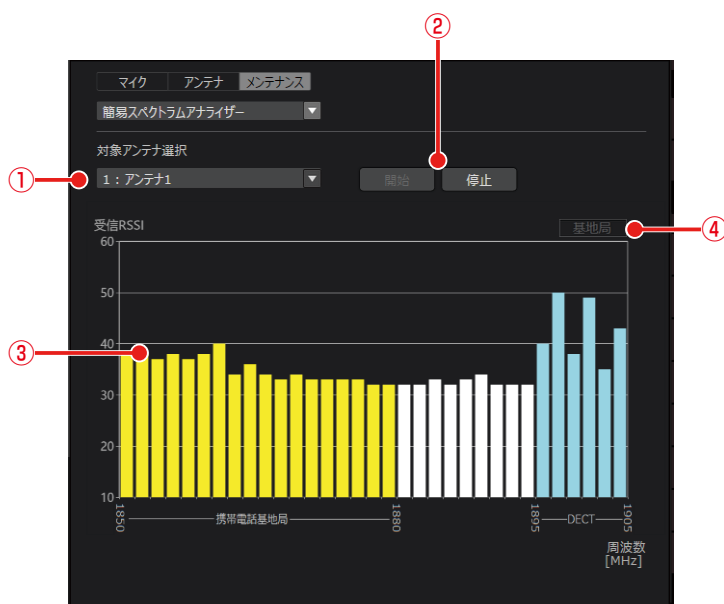 ②
マイク アンテナ メンテナンス
簡易スペクトラムアナライザー
対象アンテナ選択
① 1：アンテナ1 開始 停止
受信RSSI 基地局 ④
60
50
40
③
30
20
10
1850 携帯電話基地局 1880 1895 DECT 1905
周波数
[MHz]